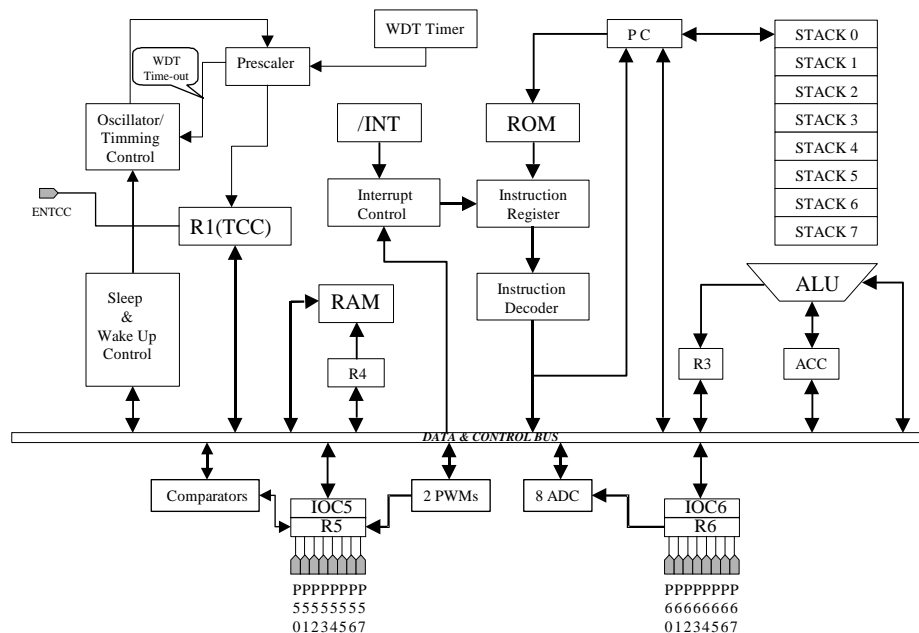 WDT Timer
P C
STACK 0
STACK 1
STACK 2
STACK 3
STACK 4
STACK 5
STACK 6
STACK 7
WDT
Time-out
Prescaler
Oscillator/
Timming
Control
/INT
ROM
ENTCC
R1(TCC)
Interrupt
Control
Instruction
Register
Sleep
&
Wake Up
Control
RAM
R4
Instruction
Decoder
ALU
R3
ACC
DATA & CONTROL BUS
Comparators
IOC5
R5
2 PWMs
8 ADC
IOC6
R6
PPPPPPPP
55555555
01234567
PPPPPPPP
66666666
01234567